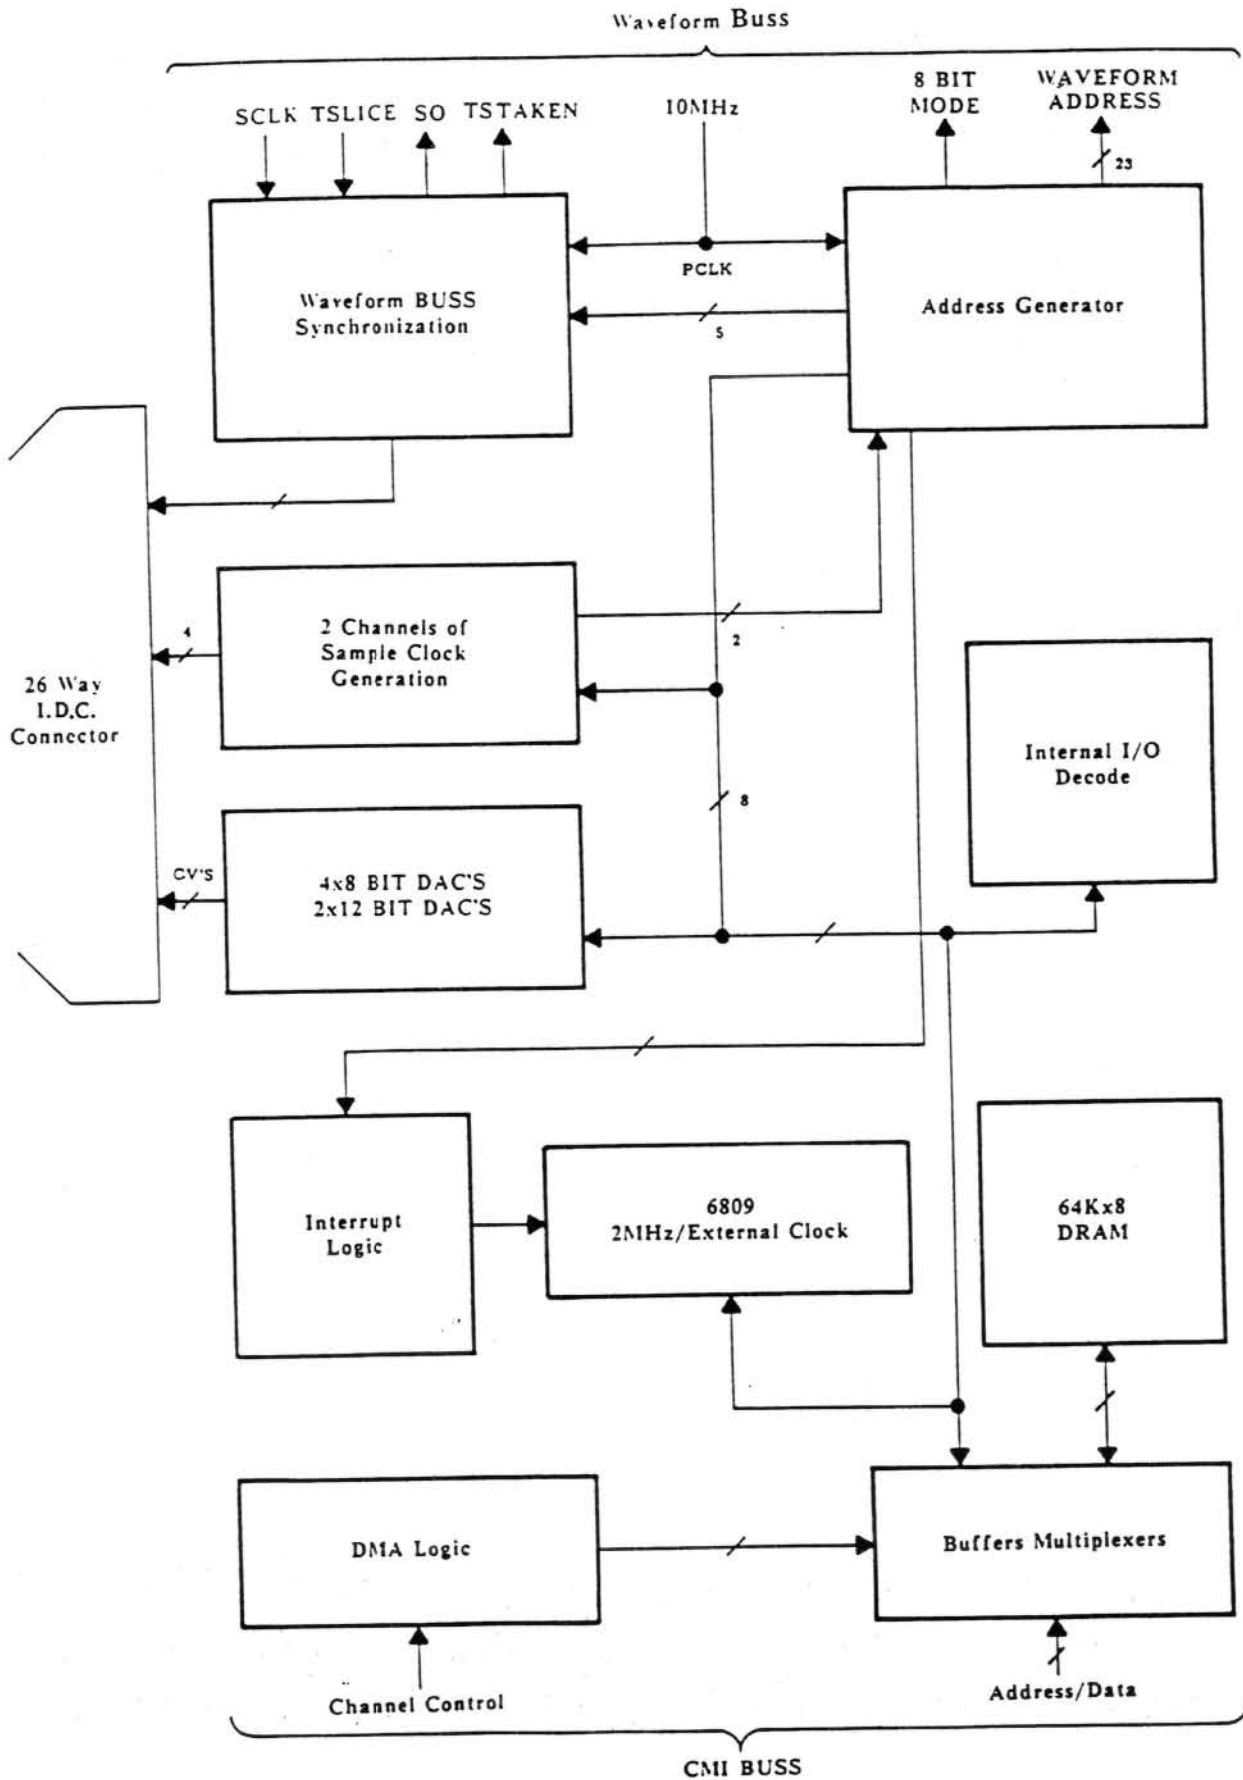 Waveform Buss
SCLK TSLICE SO TSTAKEN
10MHz
8 BIT
MODE
WAVEFORM
ADDRESS
23
Waveform BUSS
Synchronization
PCLK
5
Address Generator
26 Way
I.D.C.
Connector
4
2 Channels of
Sample Clock
Generation
2
8
Internal I/O
Decode
CV'S
4x8 BIT DAC'S
2x12 BIT DAC'S
Interrupt
Logic
6809
2MHz/External Clock
64Kx8
DRAM
DMA Logic
Buffers Multiplexers
Channel Control
Address/Data
CMI BUSS